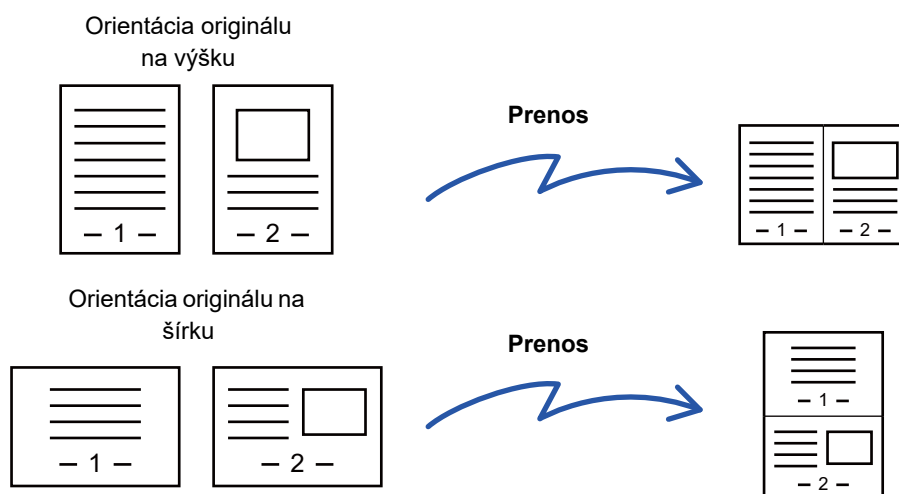 Orientácia originálu
na výšku
Prenos
– 1 –
– 2 –
– 1 –
– 2 –
Orientácia originálu na
šírku
Prenos
– 1 –
– 2 –
– 1 –
– 2 –